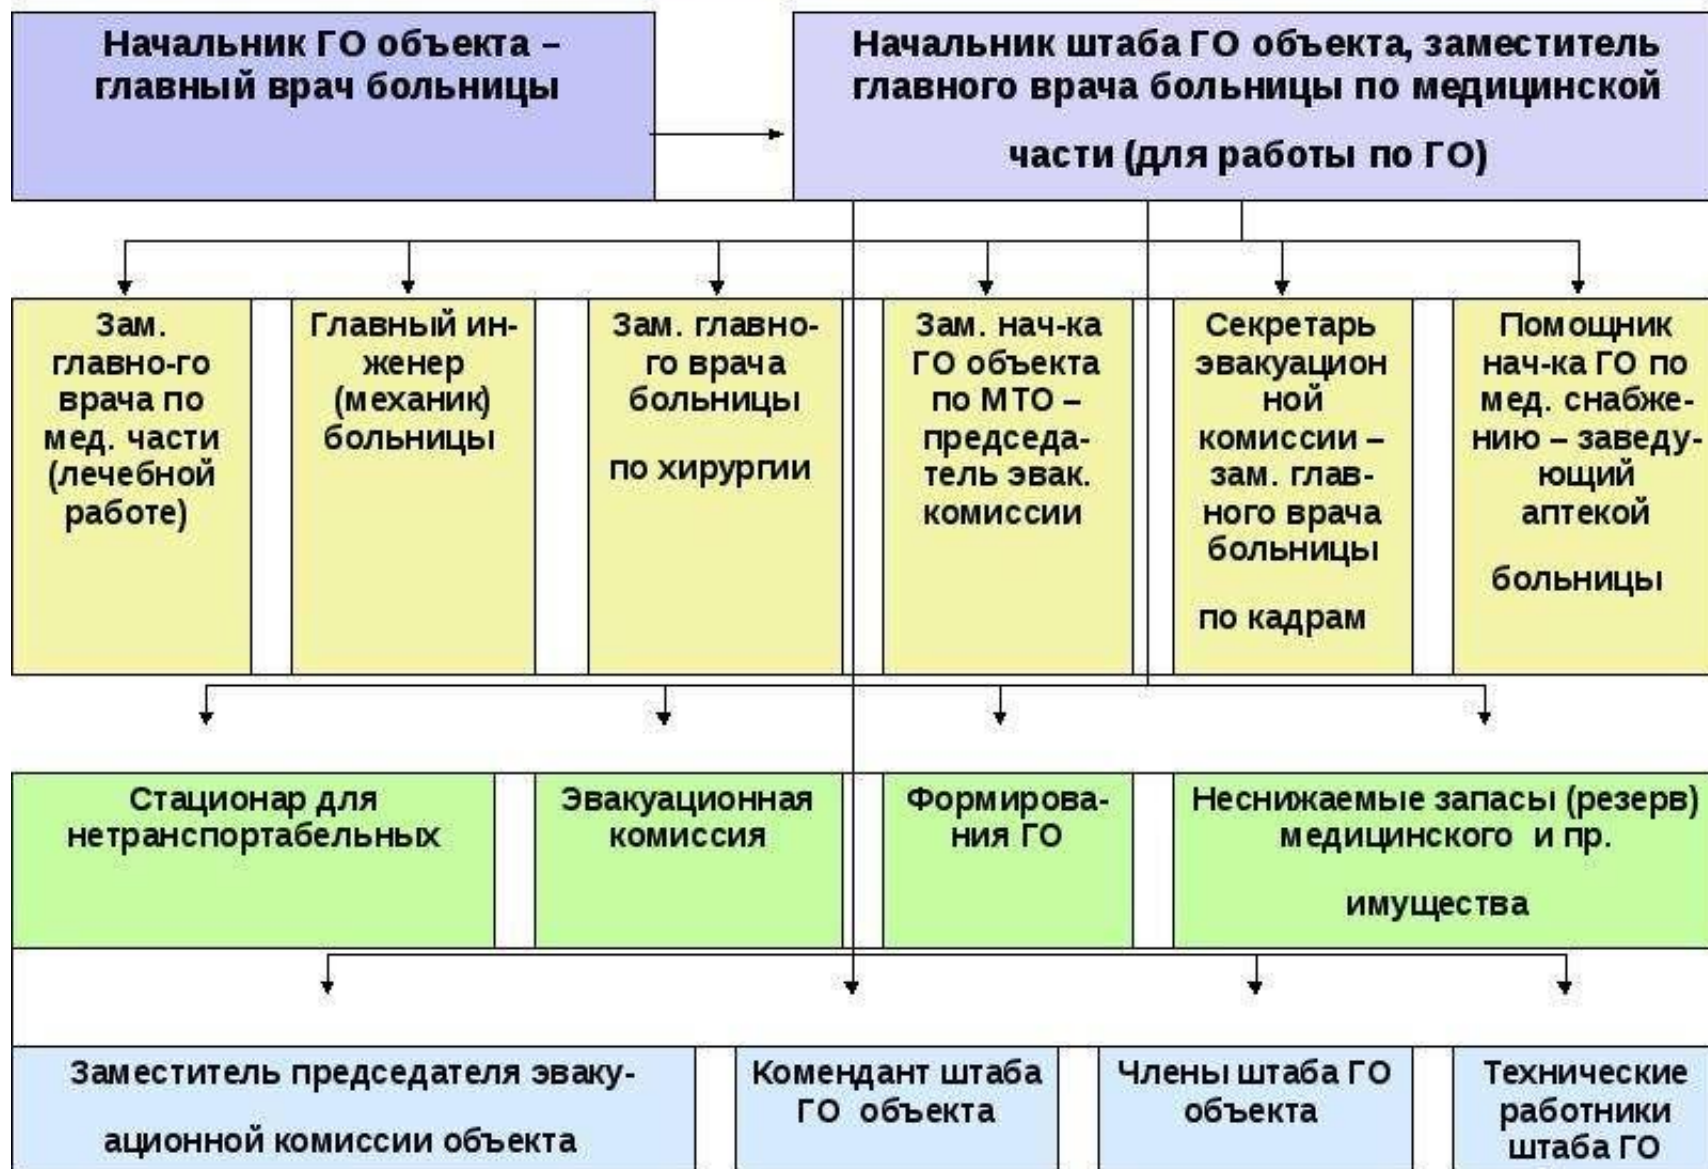 Начальник ГО объекта –
главный врач больницы
Начальник штаба ГО объекта, заместитель
главного врача больницы по медицинской
части (для работы по ГО)
Зам.
главно-го
врача по
мед. части
(лечебной
работе)
Главный ин-
женер
(механик)
больницы
Зам. главно-
го врача
больницы
по хирургии
Зам. нач-ка
ГО объекта
по МТО –
председа-
тель эвак.
комиссии
Секретарь
эвакуацион
ной
комиссии –
зам. глав-
ного врача
больницы
по кадрам
Помощник
нач-ка ГО по
мед. снабже-
нию – заведу-
ющий
аптекой
больницы
Стационар для
нетранспортабельных
Эвакуационная
комиссия
Формирова-
ния ГО
Неснижаемые запасы (резерв)
медицинского и пр.
имущества
Заместитель председателя эваку-
ационной комиссии объекта
Комендант штаба
ГО объекта
Члены штаба ГО
объекта
Технические
работники
штаба ГО